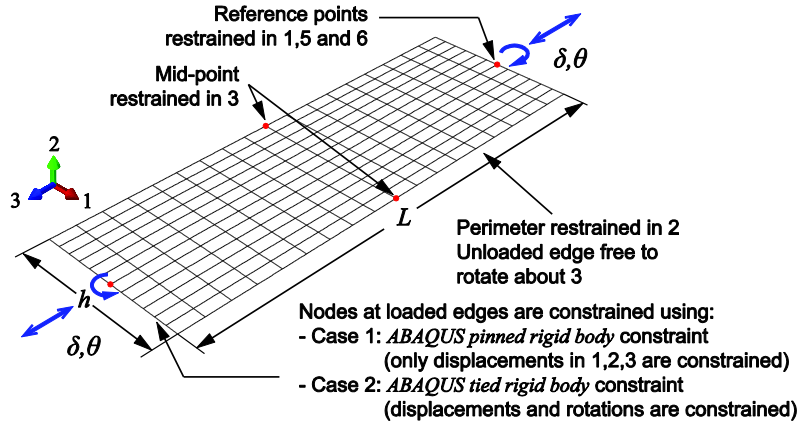 Reference points
restrained in 1,5 and 6
δ,θ
Mid-point
restrained in 3
2
3
1
L
Perimeter restrained in 2
Unloaded edge free to
rotate about 3
h
δ,θ
Nodes at loaded edges are constrained using:
- Case 1: ABAQUS pinned rigid body constraint
(only displacements in 1,2,3 are constrained)
- Case 2: ABAQUS tied rigid body constraint
(displacements and rotations are constrained)